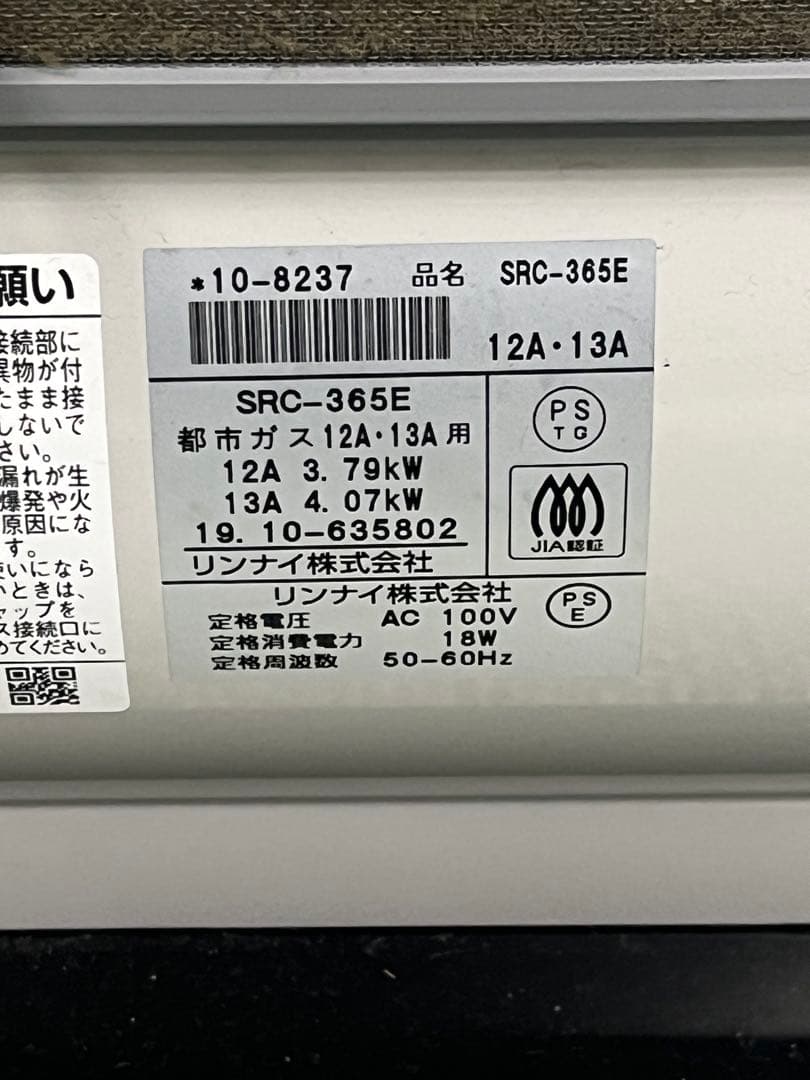 願い
接続部に
異物が付
たまま接
しないで
さい。
漏れが生
爆発や火
原因にな
す。
使いになら
いときは、
ャップを
ス接続口に
めてください。
*10-8237 品名 SRC-365E
12A・13A
SRC-365E
都市ガス12A・13A用
12A 3.79kW
13A 4.07kW
19.10-635802
リンナイ株式会社
PS
TG
JIA認証
リンナイ株式会社
定格電圧 AC 100V
定格消費電力 18W
定格周波数 50-60Hz
PS
E